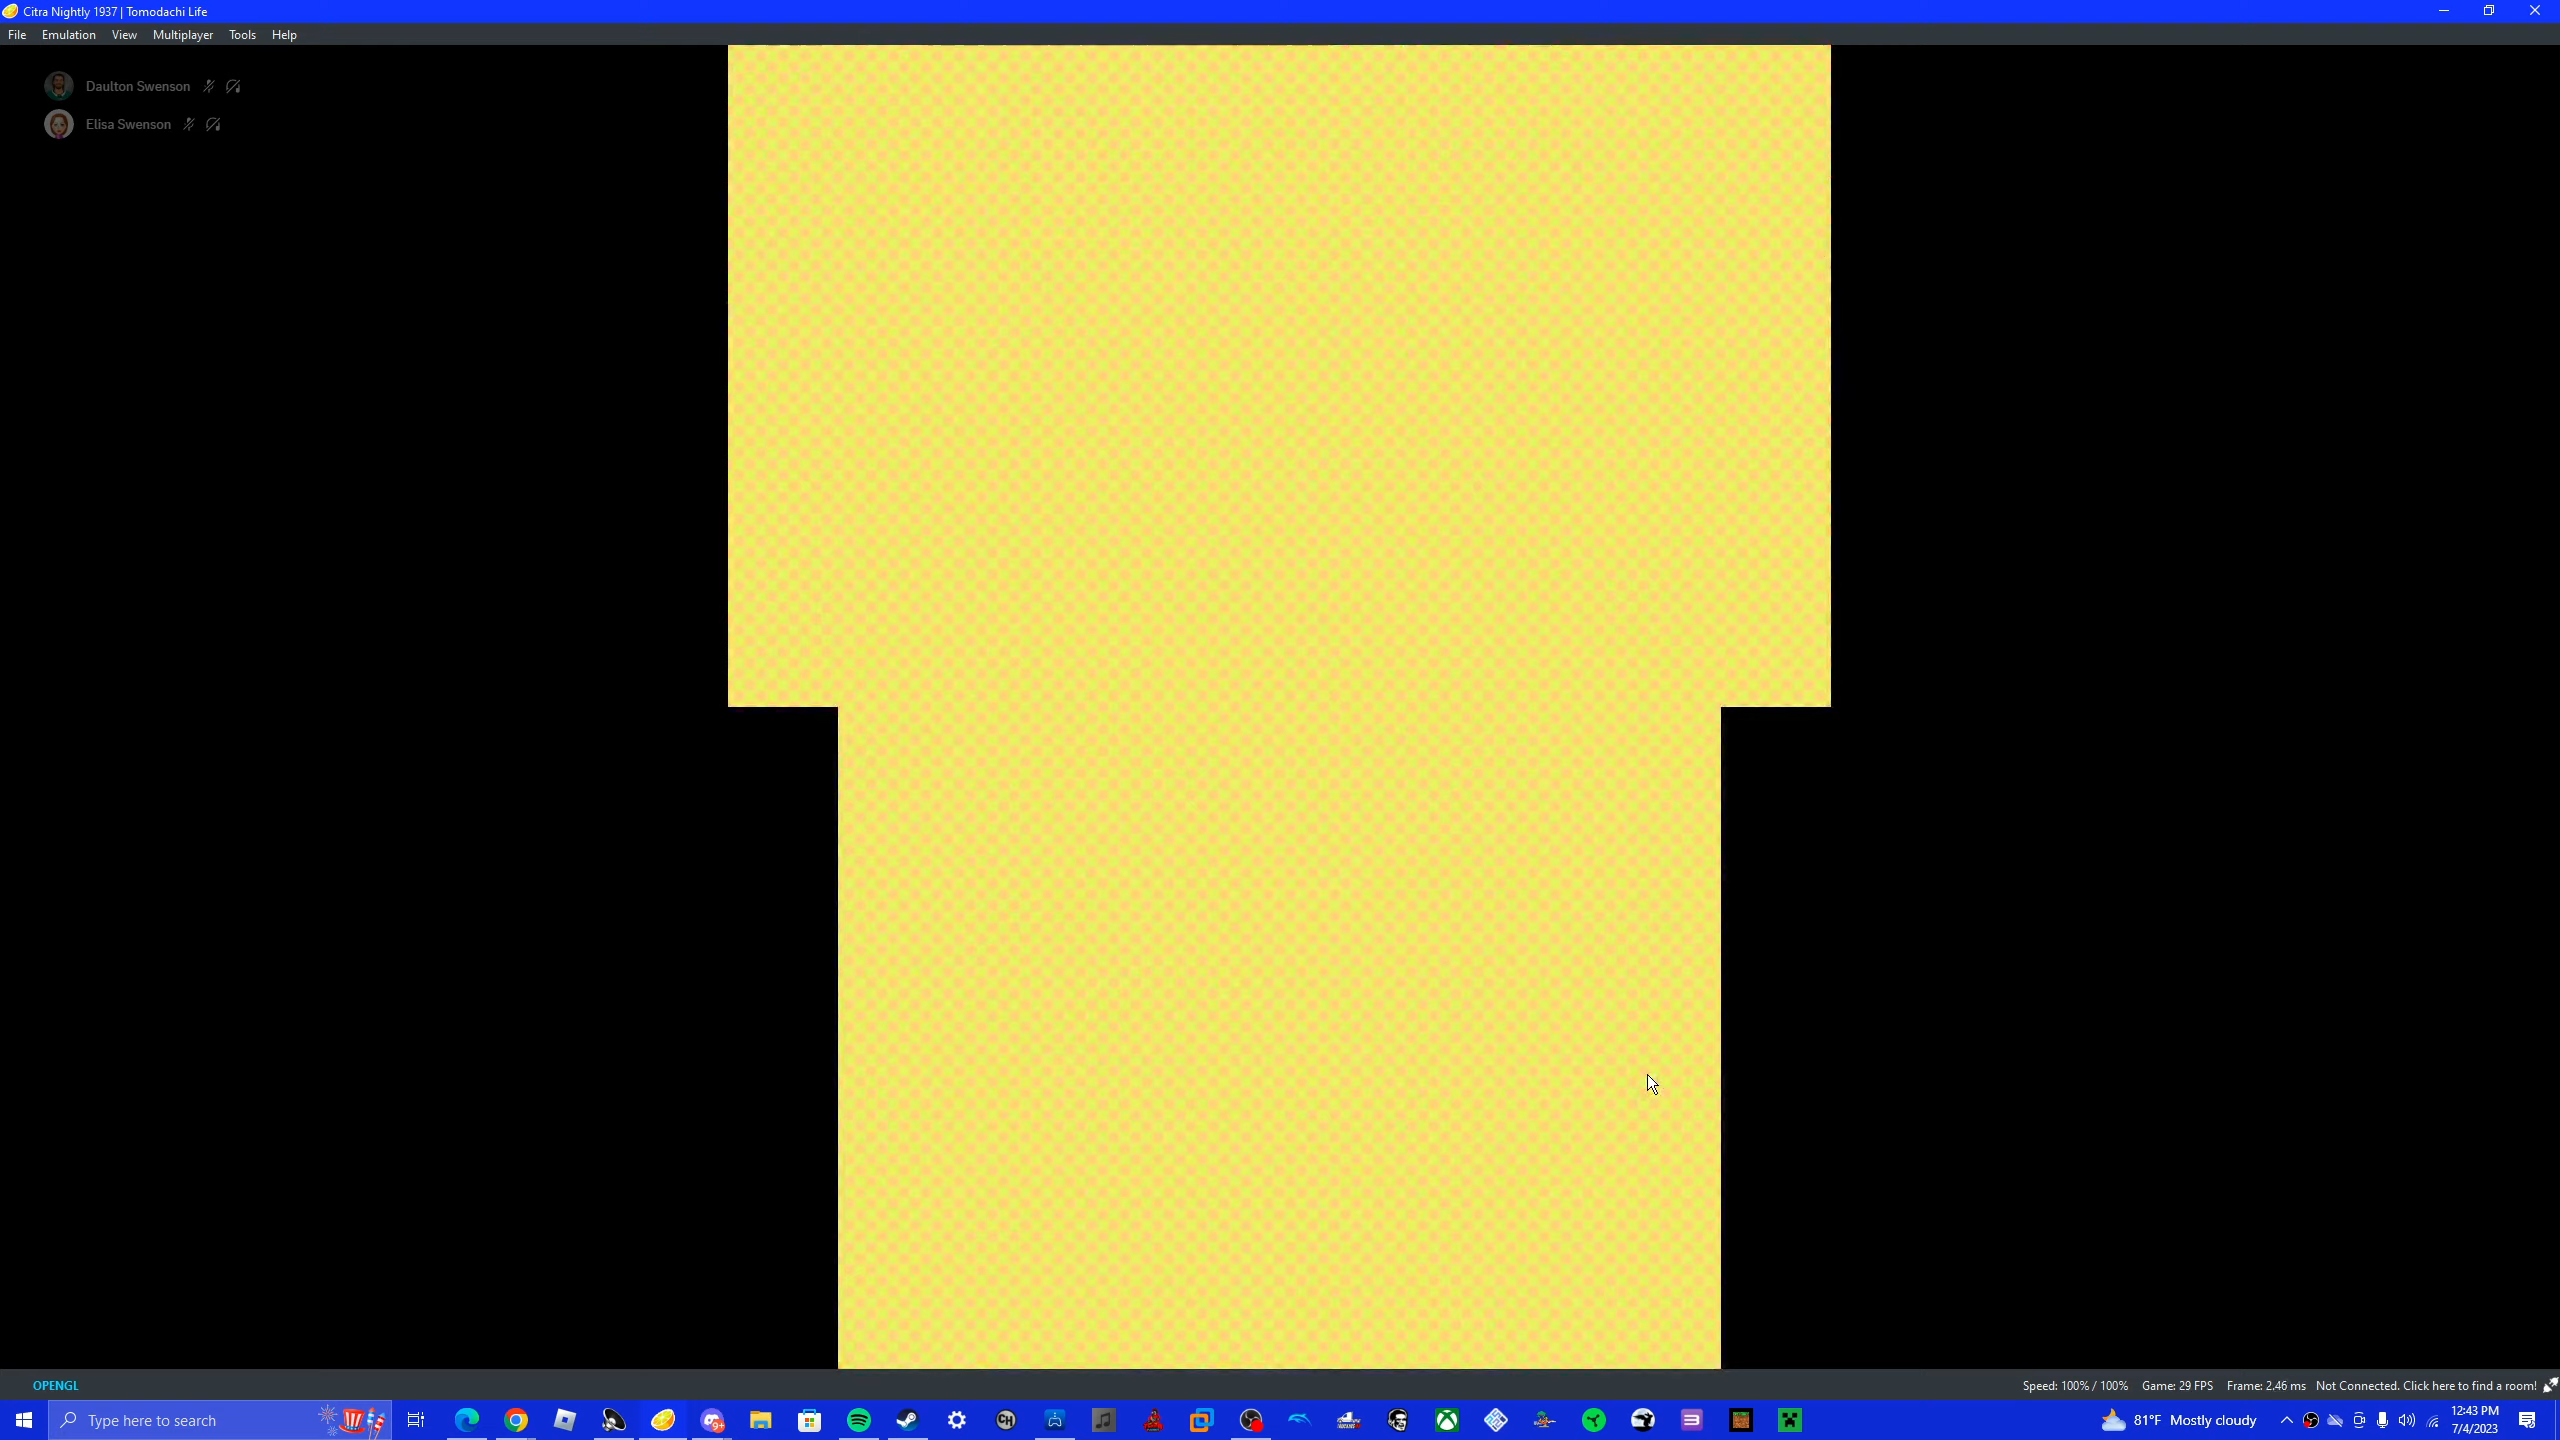 Citra Nightly 1937 | Tomodachi Life
File Emulation View Multiplayer Tools Help
Daulton Swenson
Elisa Swenson
OPENGL
Speed: 100% / 100% Game: 29 FPS Frame: 2.46 ms Not Connected. Click here to find a room!
Type here to search
9+
CH
81°F Mostly cloudy
12:43 PM
7/4/2023